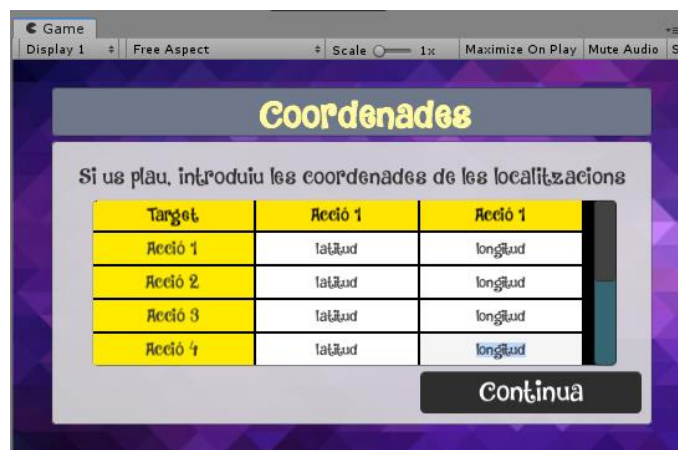 Game
Display 1 Free Aspect Scale 1x Maximize On Play Mute Audio S
Coordenades
Si us plau, introduiu les coordenades de les localitzacions
Target Acció 1 Acció 1
Acció 1 latitud longitud
Acció 2 latitud longitud
Acció 3 latitud longitud
Acció 4 latitud longitud
Continua